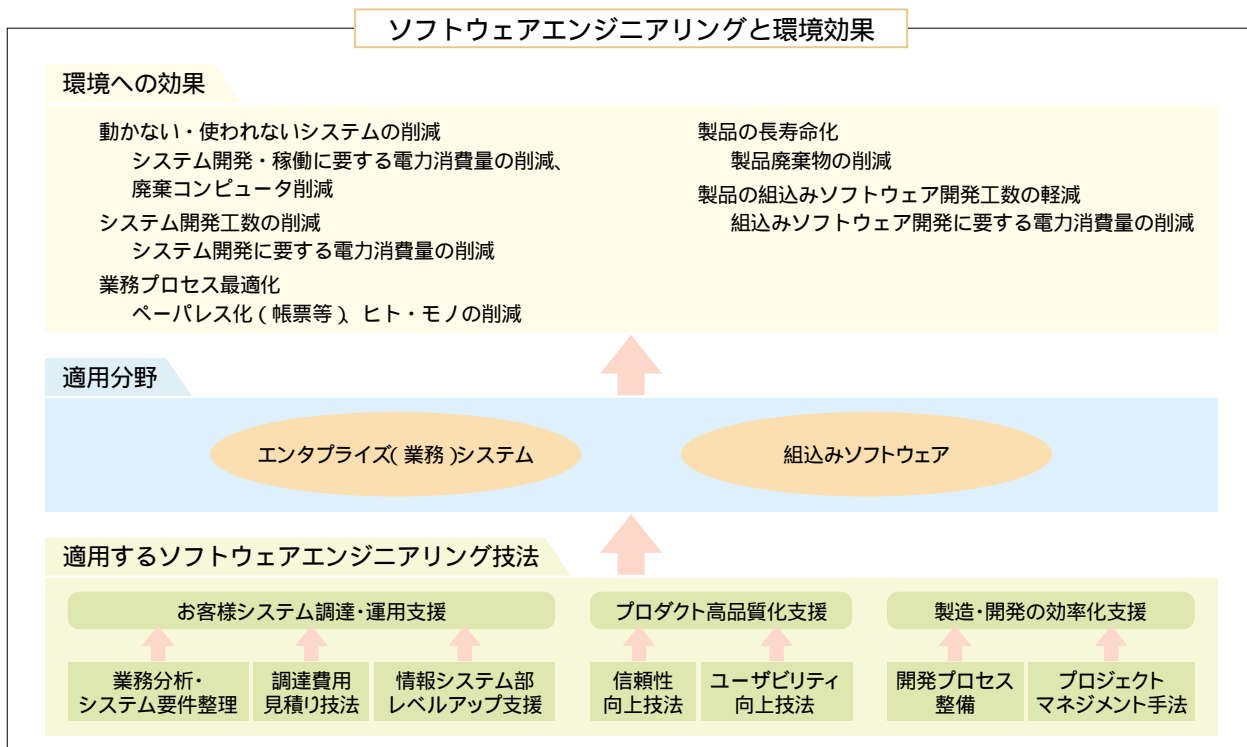 ソフトウェアエンジニアリングと環境効果
環境への効果
動かない・使われないシステムの削減
システム開発・稼働に要する電力消費量の削減、
廃棄コンピュータ削減
システム開発工数の削減
システム開発に要する電力消費量の削減
業務プロセス最適化
ペーパレス化(帳票等)、ヒト・モノの削減
製品の長寿命化
製品廃棄物の削減
製品の組込みソフトウェア開発工数の軽減
組込みソフトウェア開発に要する電力消費量の削減
適用分野
エンタプライズ(業務)システム
組込みソフトウェア
適用するソフトウェアエンジニアリング技法
お客様システム調達・運用支援
業務分析・
システム要件整理
調達費用
見積り技法
情報システム部
レベルアップ支援
プロダクト高品質化支援
信頼性
向上技法
ユーザビリティ
向上技法
製造・開発の効率化支援
開発プロセス
整備
プロジェクト
マネジメント手法